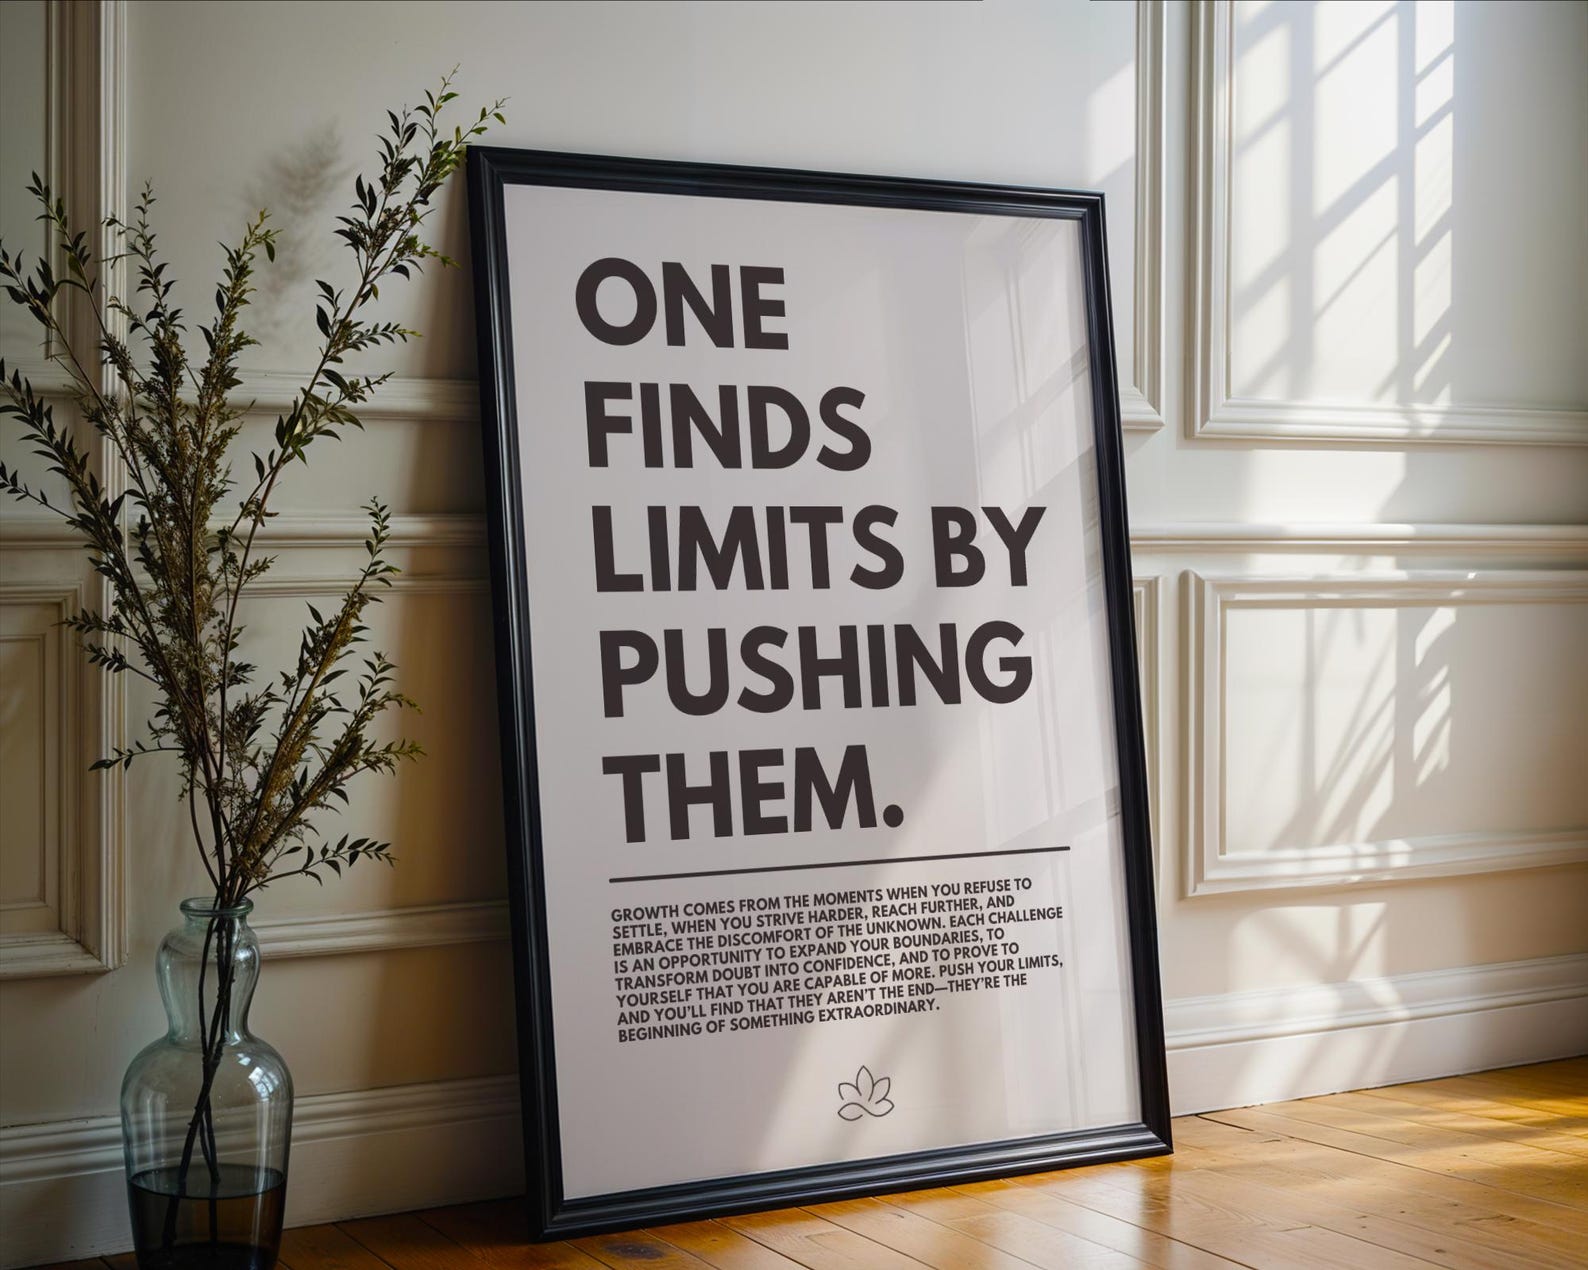 ONE
FINDS
LIMITS BY
PUSHING
THEM.
GROWTH COMES FROM THE MOMENTS WHEN YOU REFUSE TO
SETTLE, WHEN YOU STRIVE HARDER, REACH FURTHER, AND
EMBRACE THE DISCOMFORT OF THE UNKNOWN. EACH CHALLENGE
IS AN OPPORTUNITY TO EXPAND YOUR BOUNDARIES, TO
TRANSFORM DOUBT INTO CONFIDENCE, AND TO PROVE TO
YOURSELF THAT YOU ARE CAPABLE OF MORE. PUSH YOUR LIMITS,
AND YOU'LL FIND THAT THEY AREN'T THE END—THEY'RE THE
BEGINNING OF SOMETHING EXTRAORDINARY.